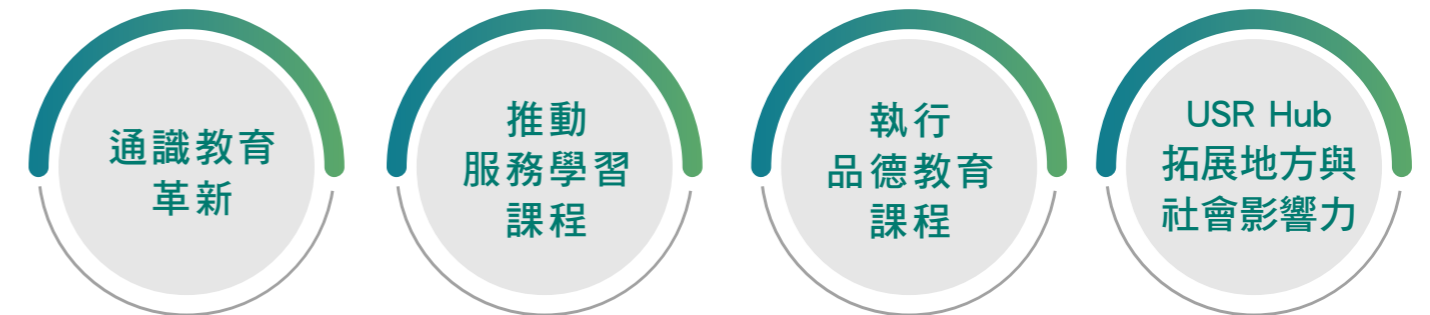 通識教育
革新
推動
服務學習
課程
執行
品德教育
課程
USR Hub
拓展地方與
社會影響力